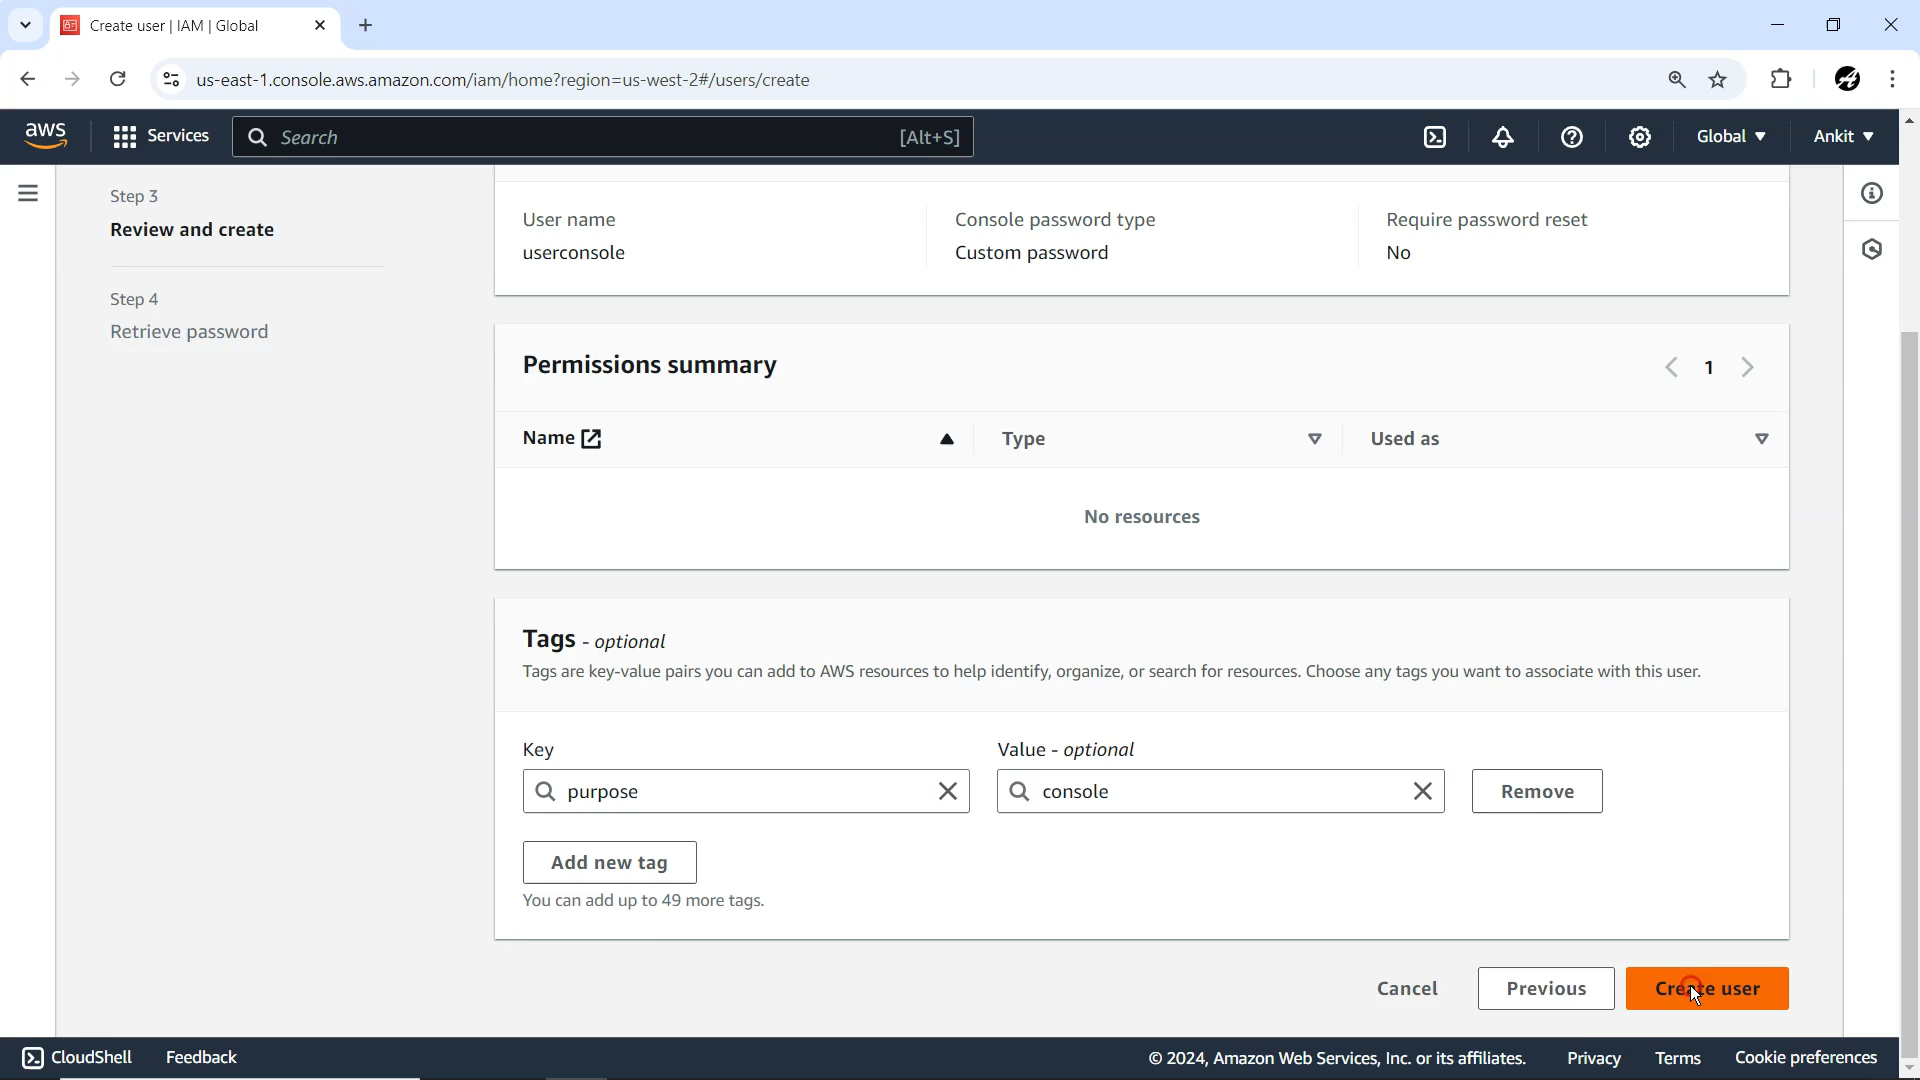 Create user | IAM | Global
us-east-1.console.aws.amazon.com/iam/home?region=us-west-2#/users/create
aws
Services
Search
[Alt+S]
Global
Ankit
Step 3
Review and create
Step 4
Retrieve password
User name
userconsole
Console password type
Custom password
Require password reset
No
Permissions summary
1
Name
Type
Used as
No resources
Tags - optional
Tags are key-value pairs you can add to AWS resources to help identify, organize, or search for resources. Choose any tags you want to associate with this user.
Key
Value - optional
purpose
console
Remove
Add new tag
You can add up to 49 more tags.
Cancel
Previous
Create user
CloudShell
Feedback
© 2024, Amazon Web Services, Inc. or its affiliates.
Privacy
Terms
Cookie preferences